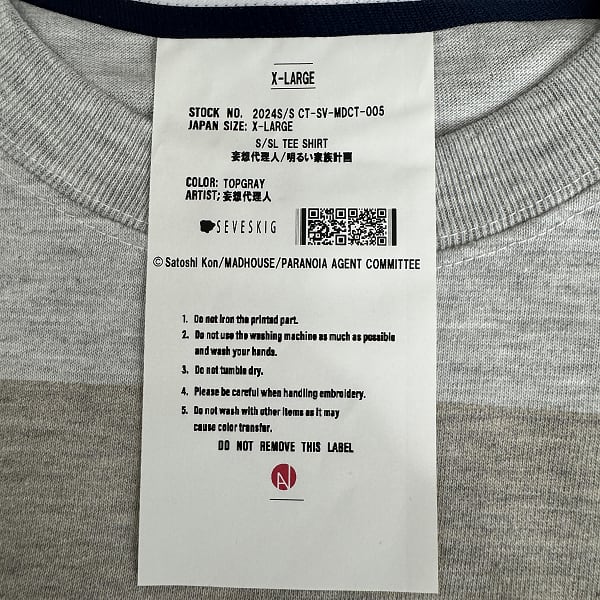 X-LARGE
STOCK NO. 2024S/S CT-SV-MDCT-005
JAPAN SIZE: X-LARGE
S/SL TEE SHIRT
妄想代理人/明るい家族計画
COLOR: TOPGRAY
ARTIST; 妄想代理人
SEVESKIG
© Satoshi Kon/MADHOUSE/PARANOIA AGENT COMMITTEE
1. Do not iron the printed part.
2. Do not use the washing machine as much as possible
and wash your hands.
3. Do not tumble dry.
4. Please be careful when handling embroidery.
5. Do not wash with other items as it may
cause color transfer.
DO NOT REMOVE THIS LABEL